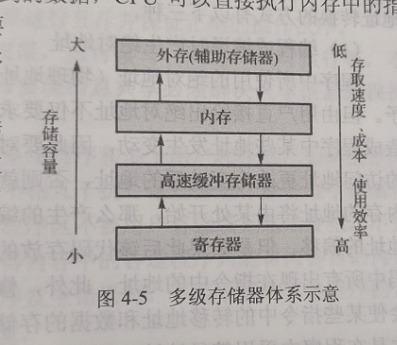 到的数据，CPU 可以直接执行内存中的指
大
外存(辅助存储器)
低
内存
存储容量
存取速度、成本 使用效率
高速缓冲存储器
小
寄存器
高
图 4-5 多级存储器体系示意